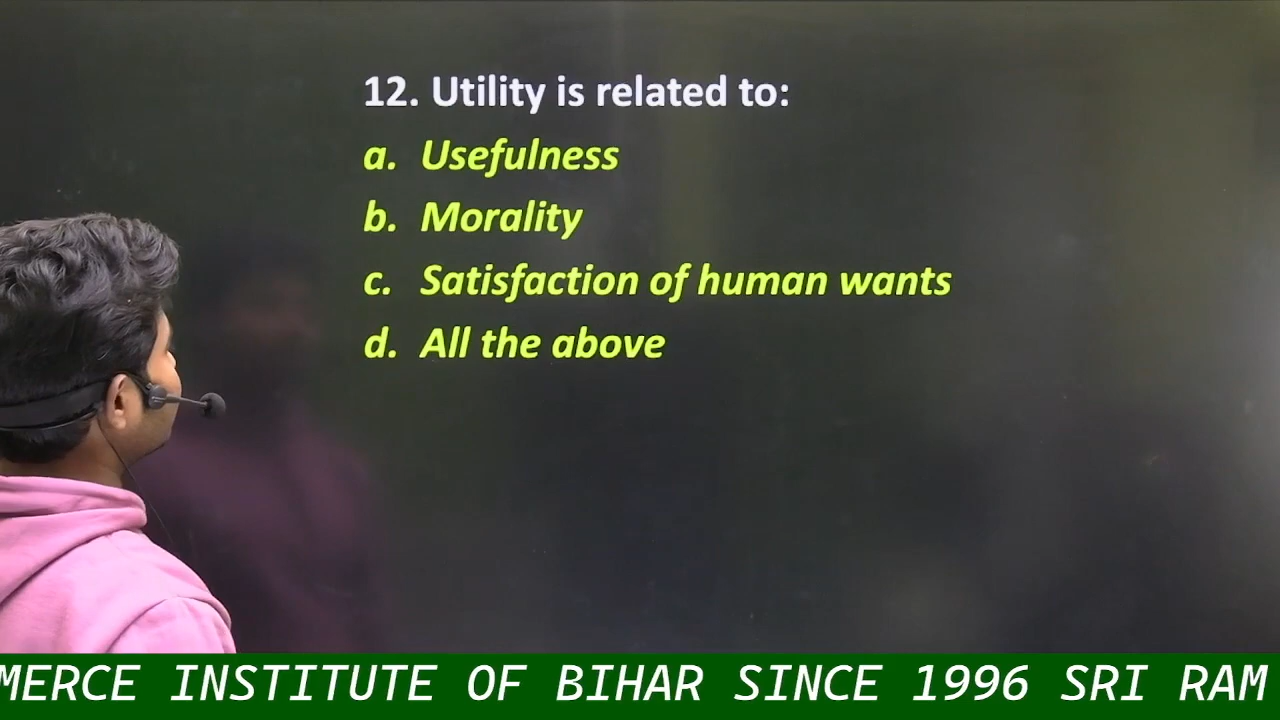 12. Utility is related to:
a. Usefulness
b. Morality
c. Satisfaction of human wants
d. All the above
MERCE INSTITUTE OF BIHAR SINCE 1996 SRI RAM